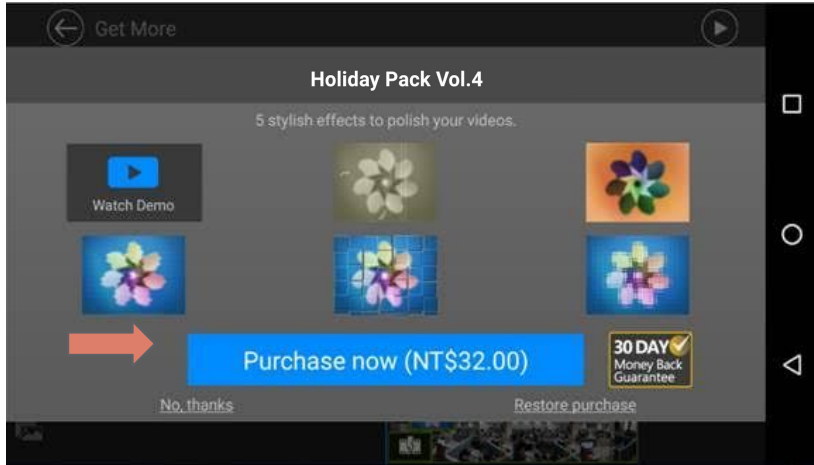 Get More
Holiday Pack Vol.4
5 stylish effects to polish your videos.
Watch Demo
Purchase now (NT$32.00)
30 DAY
Money Back
Guarantee
No, thanks
Restore purchase